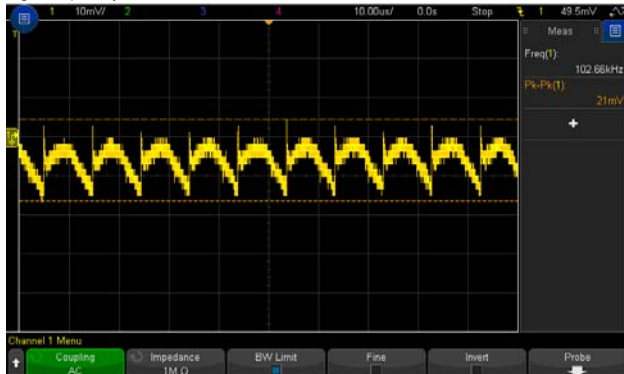 1 10mV/ 2 3 4 10.00us/ 0.0s Stop 1 49.5mV
Meas
Freq(1):
102.66kHz
Pk-Pk(1):
21mV
+
Channel 1 Menu
Coupling Impedance BW Limit Fine Invert Probe
AC 1M Ω